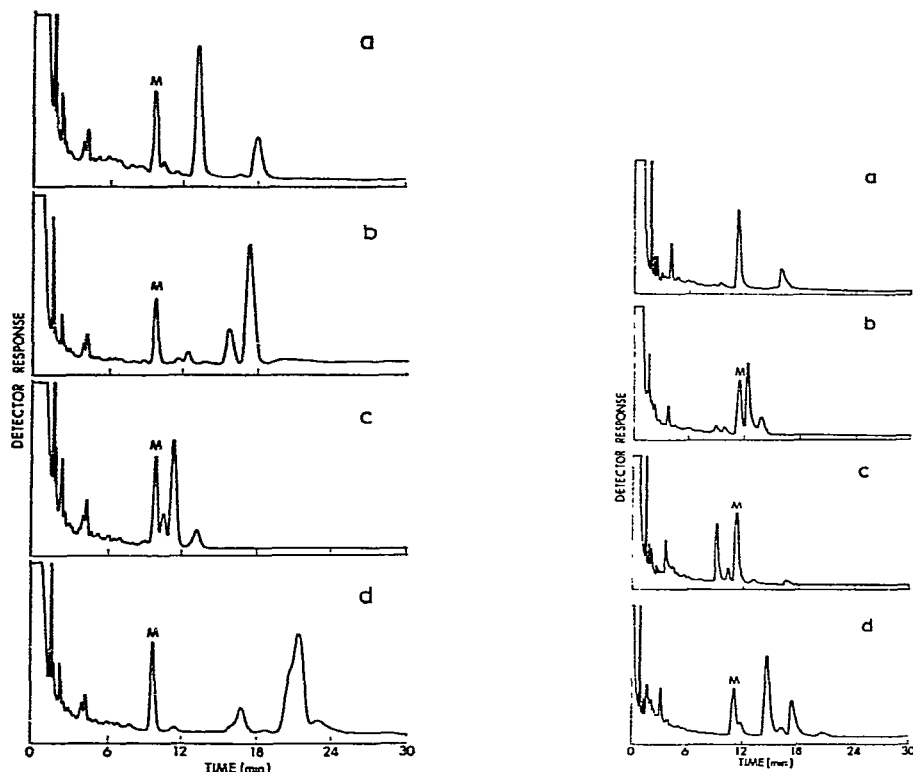 a
M
b
M
c
M
d
M
0 6 12 18 24 30
TIME (min)
DETECTOR RESPONSE
a
b
M
c
M
d
M
0 6 12 18 24 30
TIME (min)
DETECTOR RESPONSE